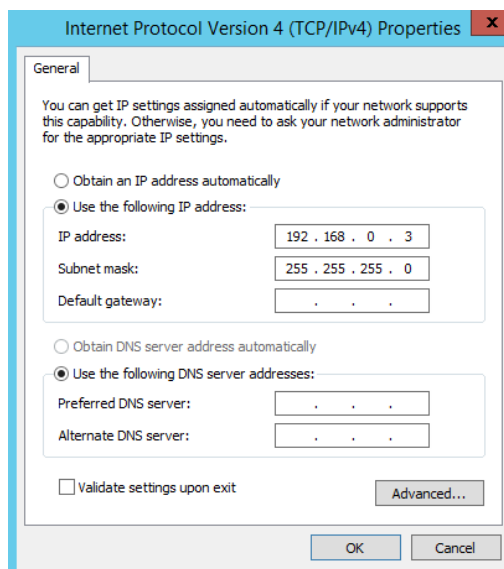 Internet Protocol Version 4 (TCP/IPv4) Properties
x
General
You can get IP settings assigned automatically if your network supports
this capability. Otherwise, you need to ask your network administrator
for the appropriate IP settings.
Obtain an IP address automatically
Use the following IP address:
IP address: 192 . 168 . 0 . 3
Subnet mask: 255 . 255 . 255 . 0
Default gateway: . . .
Obtain DNS server address automatically
Use the following DNS server addresses:
Preferred DNS server: . . .
Alternate DNS server: . . .
Validate settings upon exit
Advanced...
OK Cancel